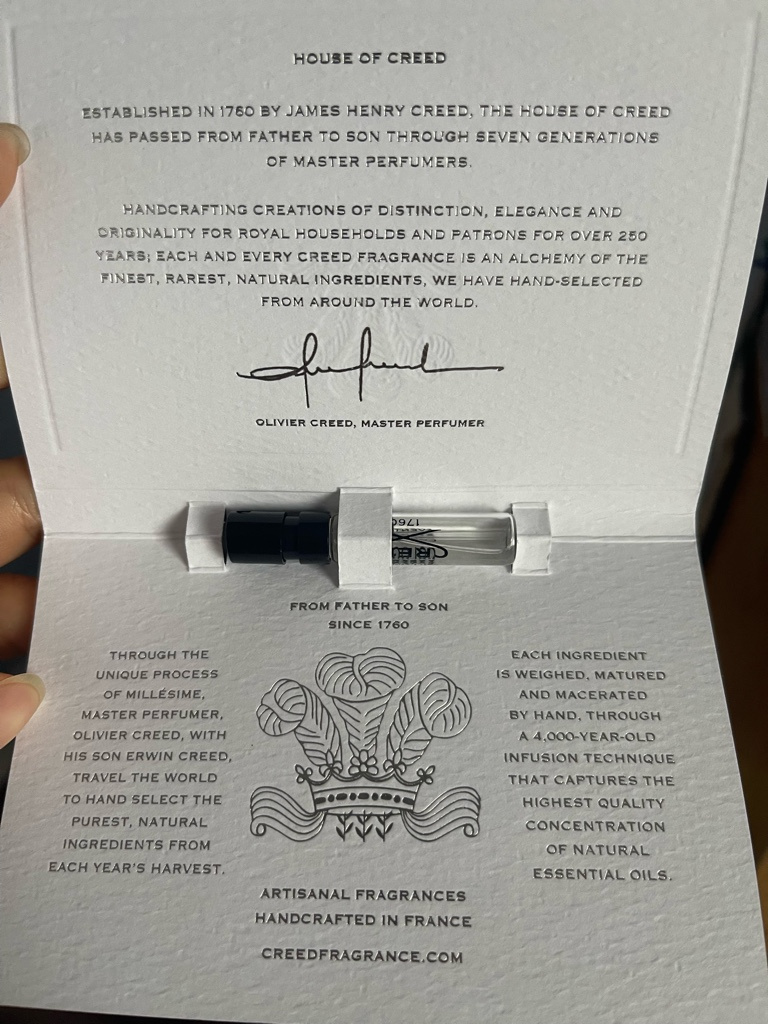 HOUSE OF CREED
ESTABLISHED IN 1760 BY JAMES HENRY CREED, THE HOUSE OF CREED
HAS PASSED FROM FATHER TO SON THROUGH SEVEN GENERATIONS
OF MASTER PERFUMERS.
HANDCRAFTING CREATIONS OF DISTINCTION, ELEGANCE AND
ORIGINALITY FOR ROYAL HOUSEHOLDS AND PATRONS FOR OVER 250
YEARS; EACH AND EVERY CREED FRAGRANCE IS AN ALCHEMY OF THE
FINEST, RAREST, NATURAL INGREDIENTS, WE HAVE HAND-SELECTED
FROM AROUND THE WORLD.
OLIVIER CREED, MASTER PERFUMER
1760
FROM FATHER TO SON
SINCE 1760
THROUGH THE
UNIQUE PROCESS
OF MILLÉSIME,
MASTER PERFUMER,
OLIVIER CREED, WITH
HIS SON ERWIN CREED,
TRAVEL THE WORLD
TO HAND SELECT THE
PUREST, NATURAL
INGREDIENTS FROM
EACH YEAR'S HARVEST.
EACH INGREDIENT
IS WEIGHED, MATURED
AND MACERATED
BY HAND, THROUGH
A 4,000-YEAR-OLD
INFUSION TECHNIQUE
THAT CAPTURES THE
HIGHEST QUALITY
CONCENTRATION
OF NATURAL
ESSENTIAL OILS.
ARTISANAL FRAGRANCES
HANDCRAFTED IN FRANCE
CREEDFRAGRANCE.COM